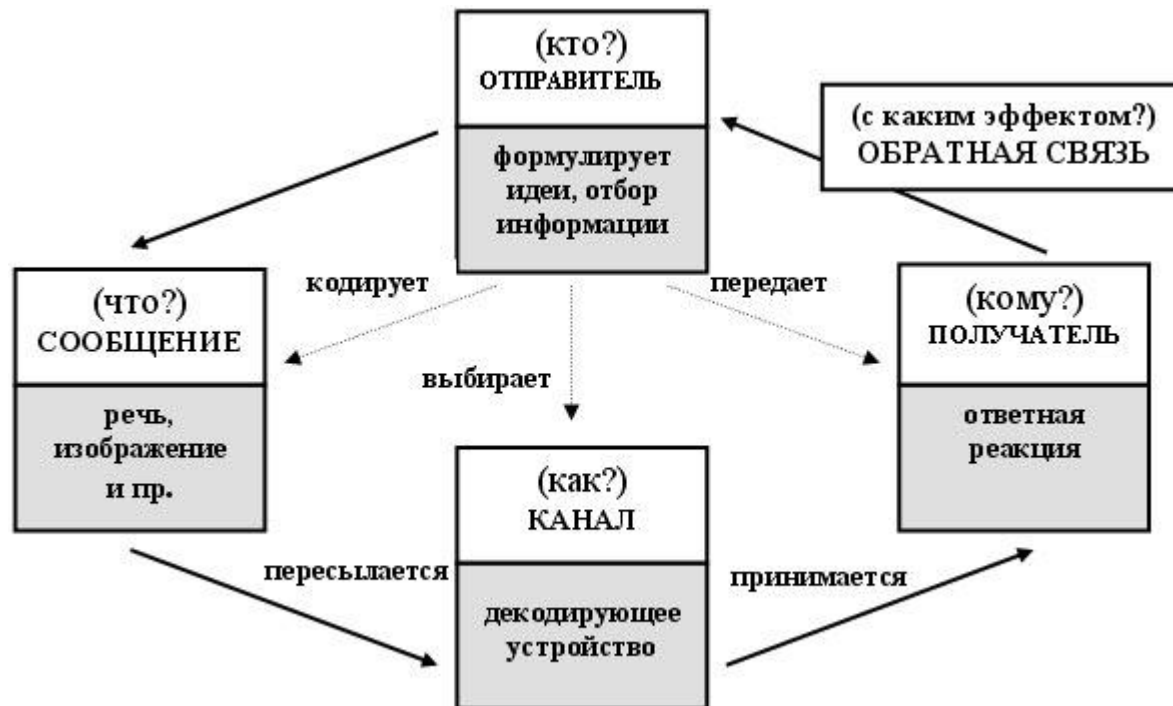 (кто?)
ОТПРАВИТЕЛЬ
формулирует
идеи, отбор
информации
(с каким эффектом?)
ОБРАТНАЯ СВЯЗЬ
кодирует
передает
(что?)
СООБЩЕНИЕ
речь,
изображение
и пр.
выбирает
(кому?)
ПОЛУЧАТЕЛЬ
ответная
реакция
(как?)
КАНАЛ
декодирующее
устройство
пересылается
принимается